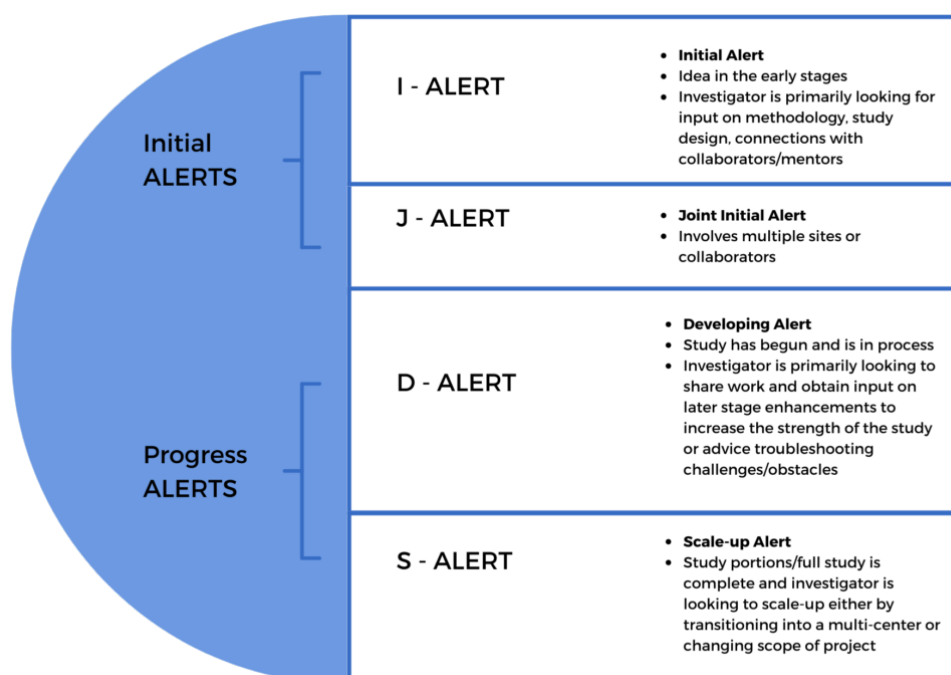 Initial
ALERTS
I - ALERT
• Initial Alert
• Idea in the early stages
• Investigator is primarily looking for
input on methodology, study
design, connections with
collaborators/mentors
J - ALERT
• Joint Initial Alert
• Involves multiple sites or
collaborators
Progress
ALERTS
D - ALERT
• Developing Alert
• Study has begun and is in process
• Investigator is primarily looking to
share work and obtain input on
later stage enhancements to
increase the strength of the study
or advice troubleshooting
challenges/obstacles
S - ALERT
• Scale-up Alert
• Study portions/full study is
complete and investigator is
looking to scale-up either by
transitioning into a multi-center or
changing scope of project